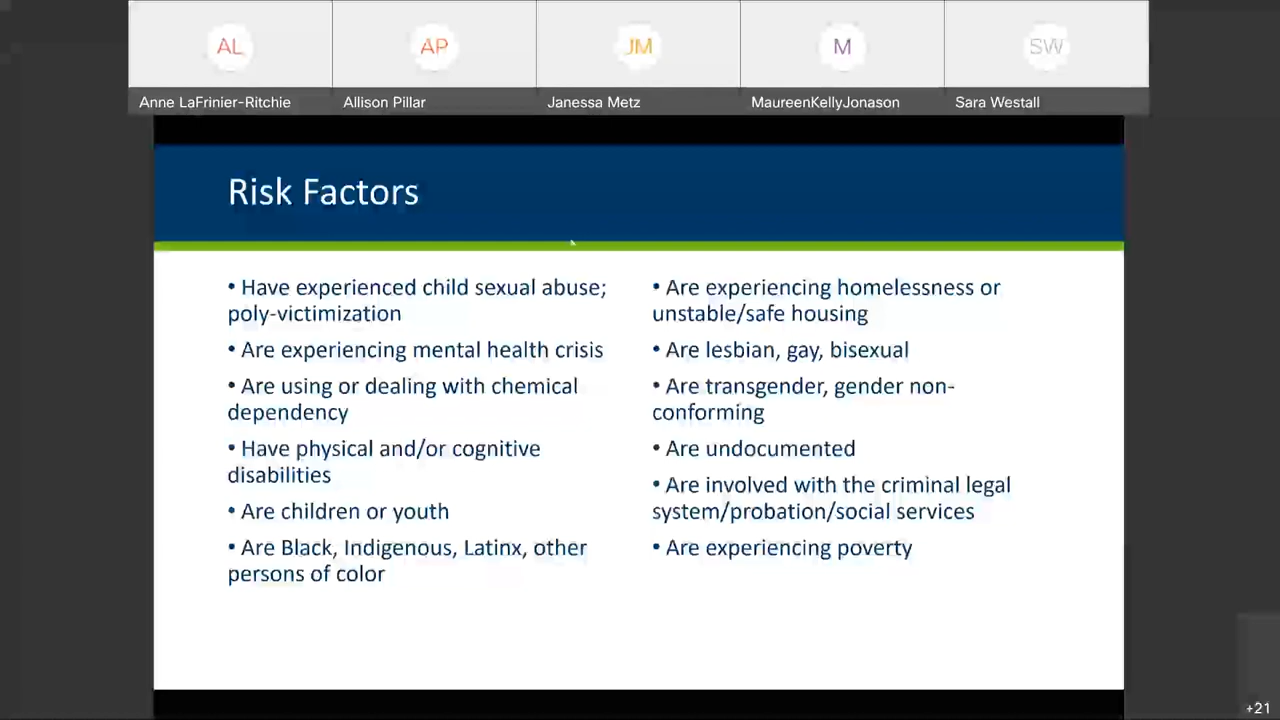 AL
AP
JM
M
SW
Anne LaFrinier-Ritchie
Allison Pillar
Janessa Metz
MaureenKellyJonason
Sara Westall
Risk Factors
• Have experienced child sexual abuse;
poly-victimization
• Are experiencing mental health crisis
• Are using or dealing with chemical
dependency
• Have physical and/or cognitive
disabilities
• Are children or youth
• Are Black, Indigenous, Latinx, other
persons of color
• Are experiencing homelessness or
unstable/safe housing
• Are lesbian, gay, bisexual
• Are transgender, gender non-
conforming
• Are undocumented
• Are involved with the criminal legal
system/probation/social services
• Are experiencing poverty
+21